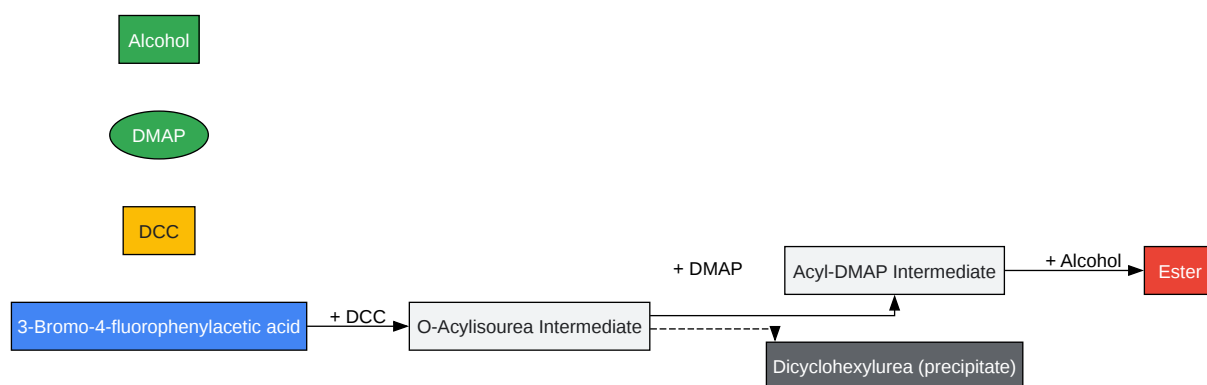 Alcohol
DMAP
DCC
+ DMAP
Acyl-DMAP Intermediate
+ Alcohol
Ester
3-Bromo-4-fluorophenylacetic acid
+ DCC
O-Acylisourea Intermediate
Dicyclohexylurea (precipitate)